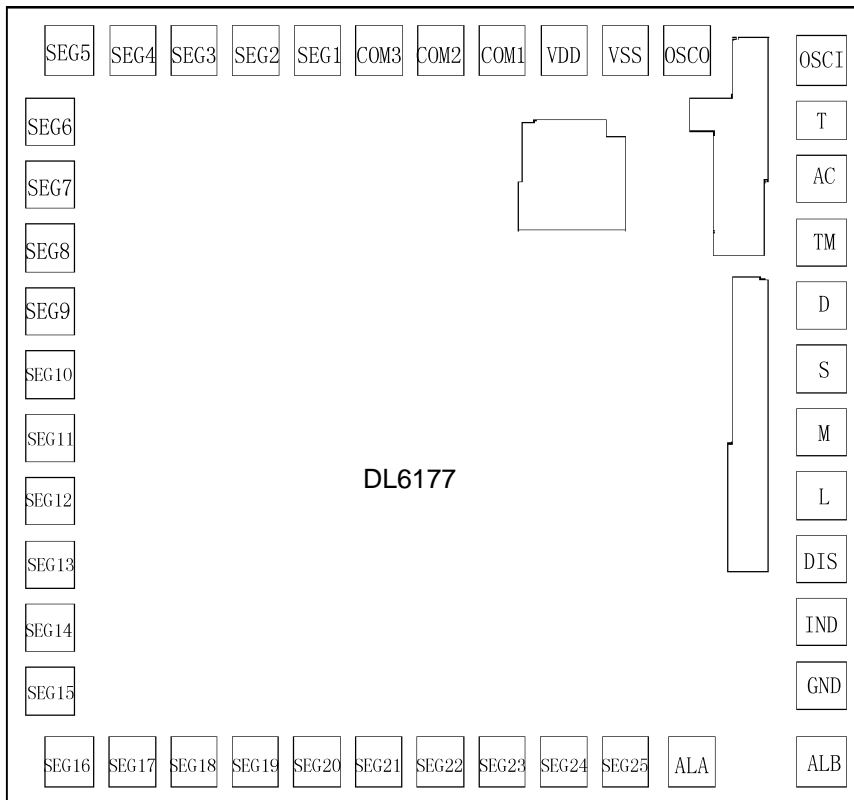 SEG5 SEG4 SEG3 SEG2 SEG1 COM3 COM2 COM1 VDD VSS OSCO OSCI
SEG6 T
SEG7 AC
SEG8 TM
SEG9 D
SEG10 S
SEG11 M
DL6177
SEG12 L
SEG13 DIS
SEG14 IND
SEG15 GND
SEG16 SEG17 SEG18 SEG19 SEG20 SEG21 SEG22 SEG23 SEG24 SEG25 ALA ALB